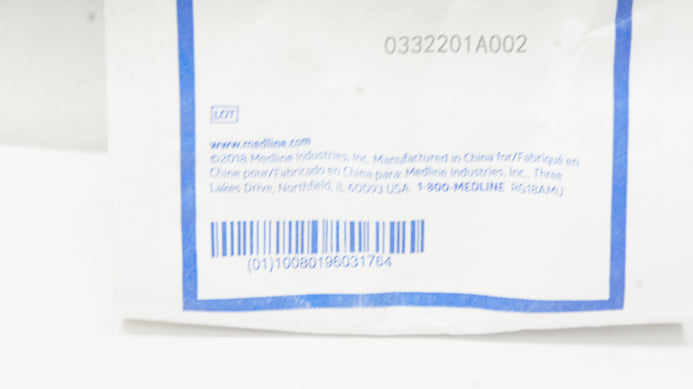 0332201A002
LOT
www.medline.com
©2018 Medline Industries, Inc. Manufactured in China for/Fabriqué en
Chine pour/Fabricado en China para: Medline Industries, Inc., Three
Lakes Drive, Northfield, IL 60093 USA. 1-800-MEDLINE RG18AMU
(01)10080196031764